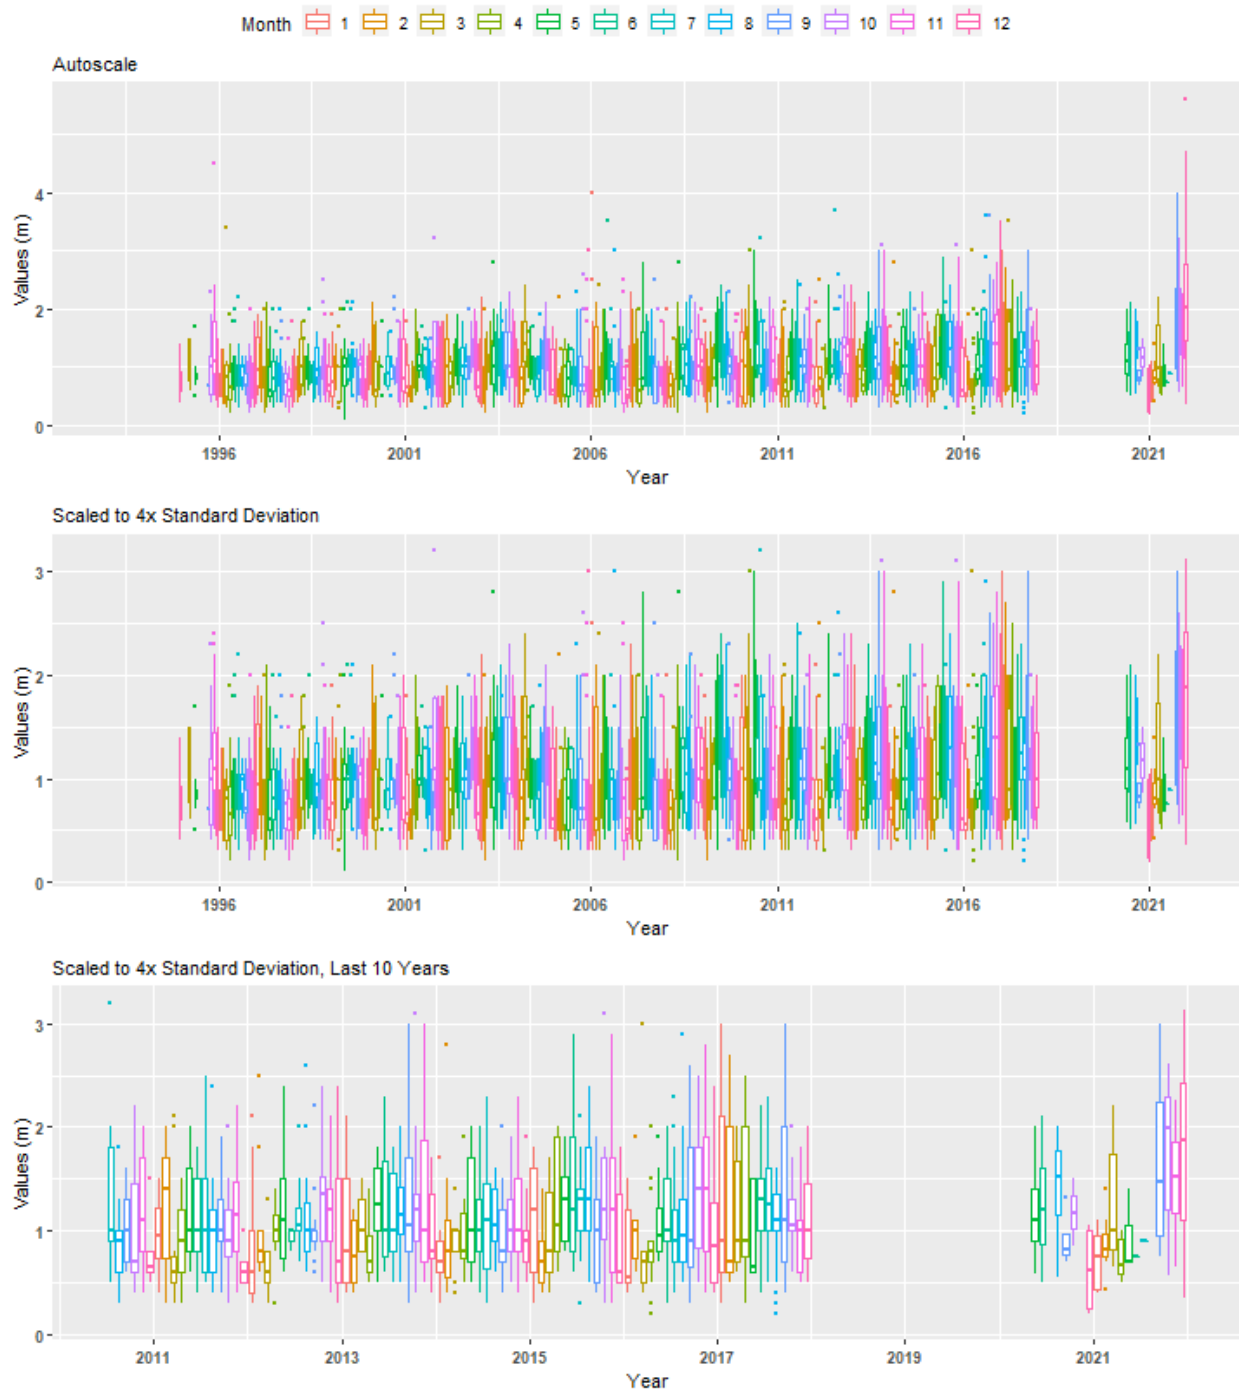 Month 1 2 3 4 5 6 7 8 9 10 11 12
Autoscale
Values (m)
4
2
0
1996 2001 2006 2011 2016 2021
Year
Scaled to 4x Standard Deviation
Values (m)
3
2
1
0
1996 2001 2006 2011 2016 2021
Year
Scaled to 4x Standard Deviation, Last 10 Years
Values (m)
3
2
1
0
2011 2013 2015 2017 2019 2021
Year